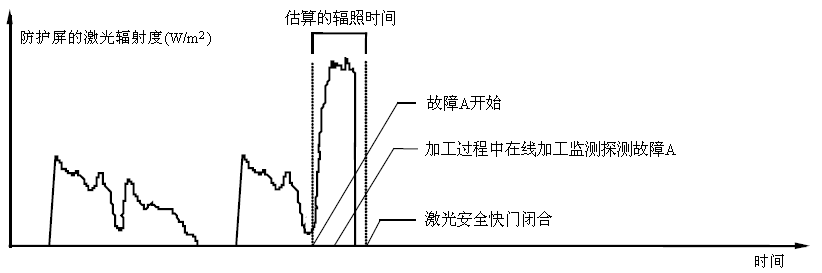 估算的辐照时间
防护屏的激光辐射度(W/m²)
故障A开始
加工过程中在线加工监测探测故障A
激光安全快门闭合
时间